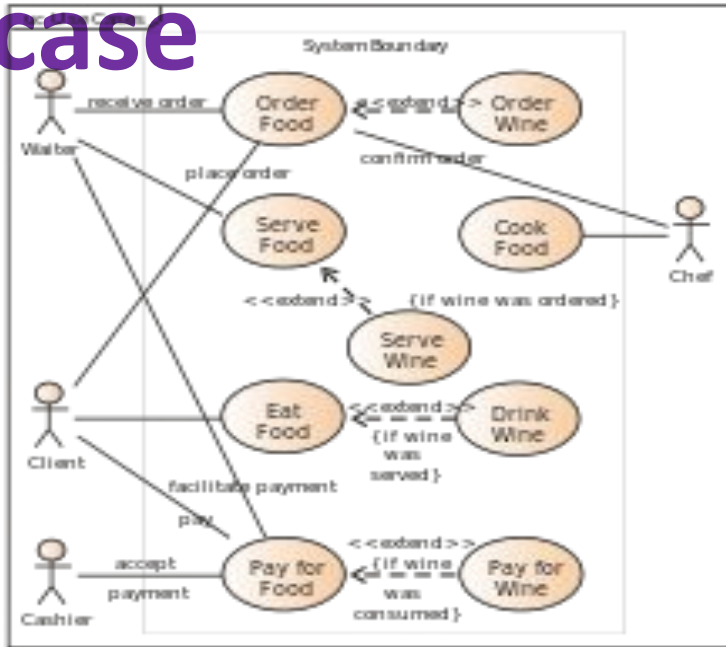 case
uc UseCases
System Boundary
receive order
Order
Food
<<extend>>
Order
Wine
Waiter
confirm order
place order
Serve
Food
Cook
Food
Chef
<<extend>>
{if wine was ordered}
Serve
Wine
Eat
Food
<<extend>>
{if wine
was
served}
Drink
Wine
Client
facilitate payment
pay
accept
payment
Pay for
Food
<<extend>>
{if wine
was
consumed}
Pay for
Wine
Cashier